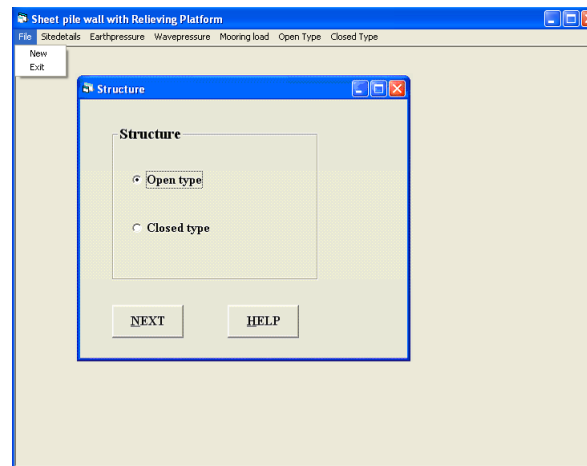 Sheet pile wall with Relieving Platform
File Sitedetails Earthpressure Wavepressure Mooring load Open Type Closed Type
New
Exit
Structure
Structure
Open type
Closed type
NEXT HELP